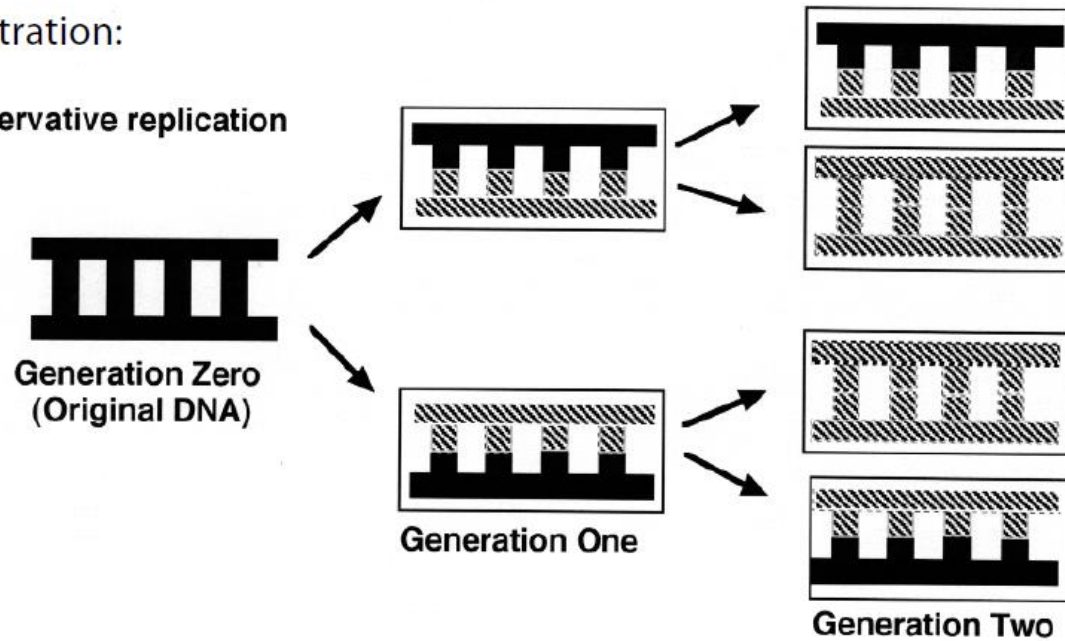 tration:
ervative replication
Generation Zero
(Original DNA)
Generation One
Generation Two